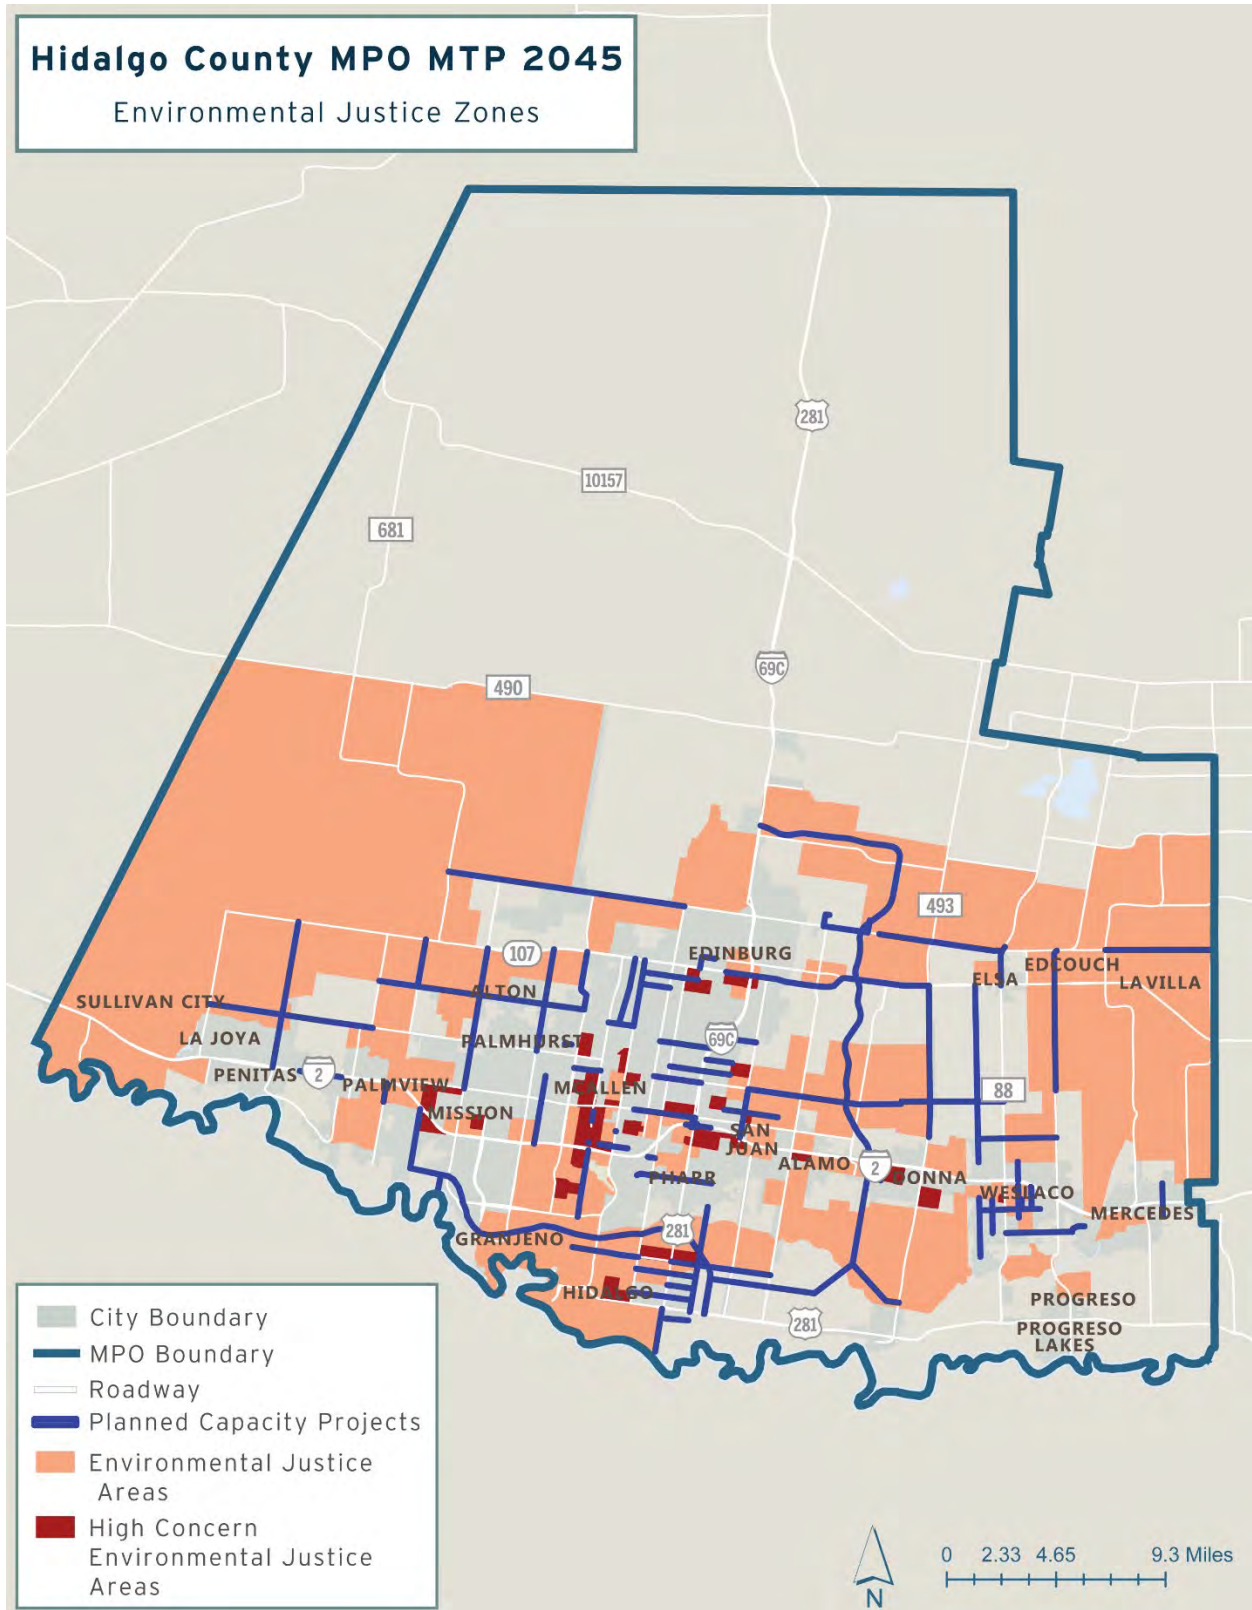 Hidalgo County MPO MTP 2045
Environmental Justice Zones
281
10157
681
69C
490
493
EDINBURG
107
EDCOUCH
ELSA
LA VILLA
ALTON
SULLIVAN CITY
LA JOYA
PALMHURST
69C
PENITAS
2
PALMVIEW
MCALLEN
88
MISSION
SAN
JUAN
ALAMO
2
DONNA
PHARR
WESLACO
MERCEDES
281
GRANJENO
HIDALGO
PROGRESO
281
PROGRESO
LAKES
City Boundary
MPO Boundary
Roadway
Planned Capacity Projects
Environmental Justice
Areas
High Concern
Environmental Justice
Areas
0 2.33 4.65 9.3 Miles
N